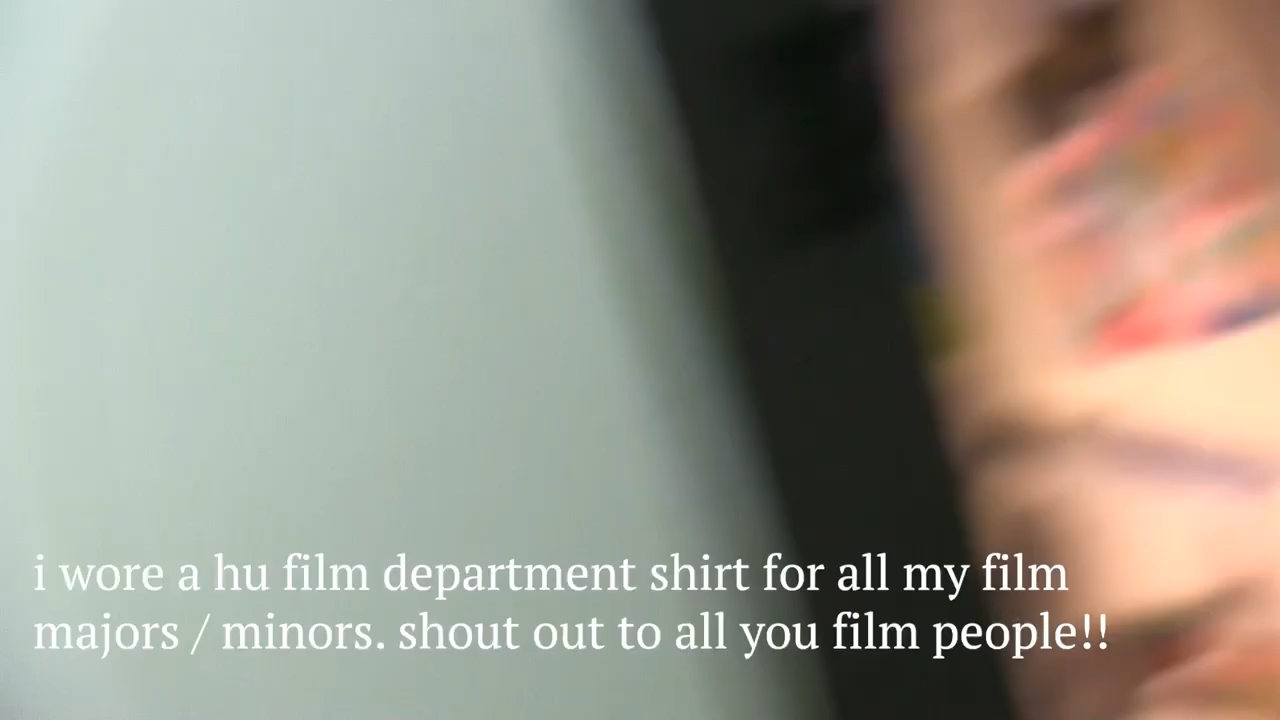 i wore a hu film department shirt for all my film
majors / minors. shout out to all you film people!!